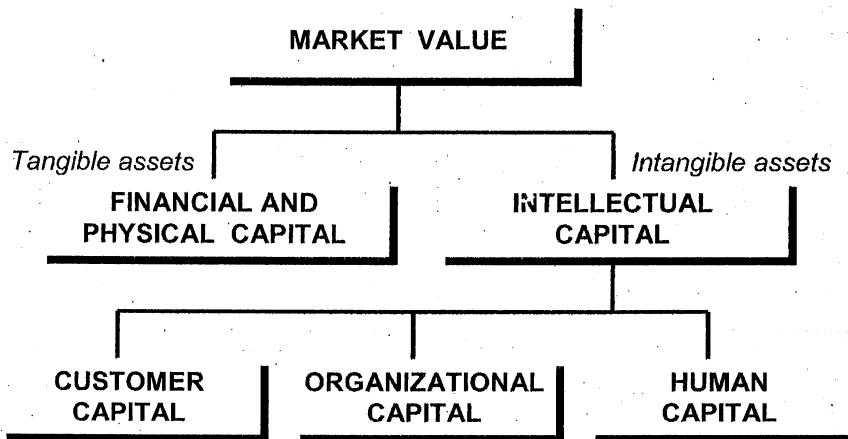 MARKET VALUE
Tangible assets
Intangible assets
FINANCIAL AND
PHYSICAL CAPITAL
INTELLECTUAL
CAPITAL
CUSTOMER
CAPITAL
ORGANIZATIONAL
CAPITAL
HUMAN
CAPITAL